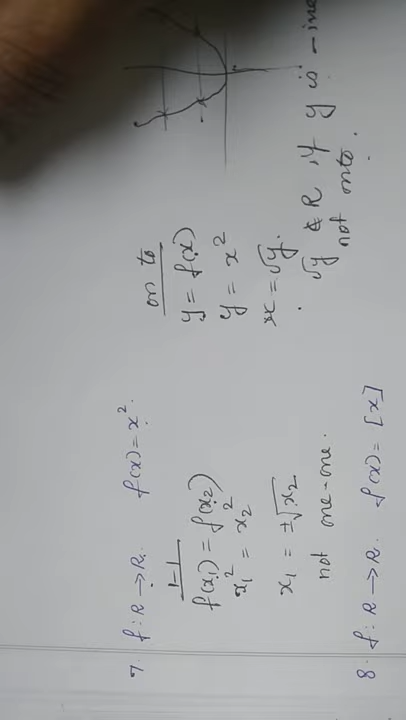 7. f: R → R. f(x) = x².
1-1
f(x₁) = f(x₂)
x₁² = x₂²
x₁ = ±√x₂
not one-one.
on to
y = f(x)
y = x²
x = √y.
√y ∉ R if y is -ive
not onto.
8. f: R → R f(x) = [x]